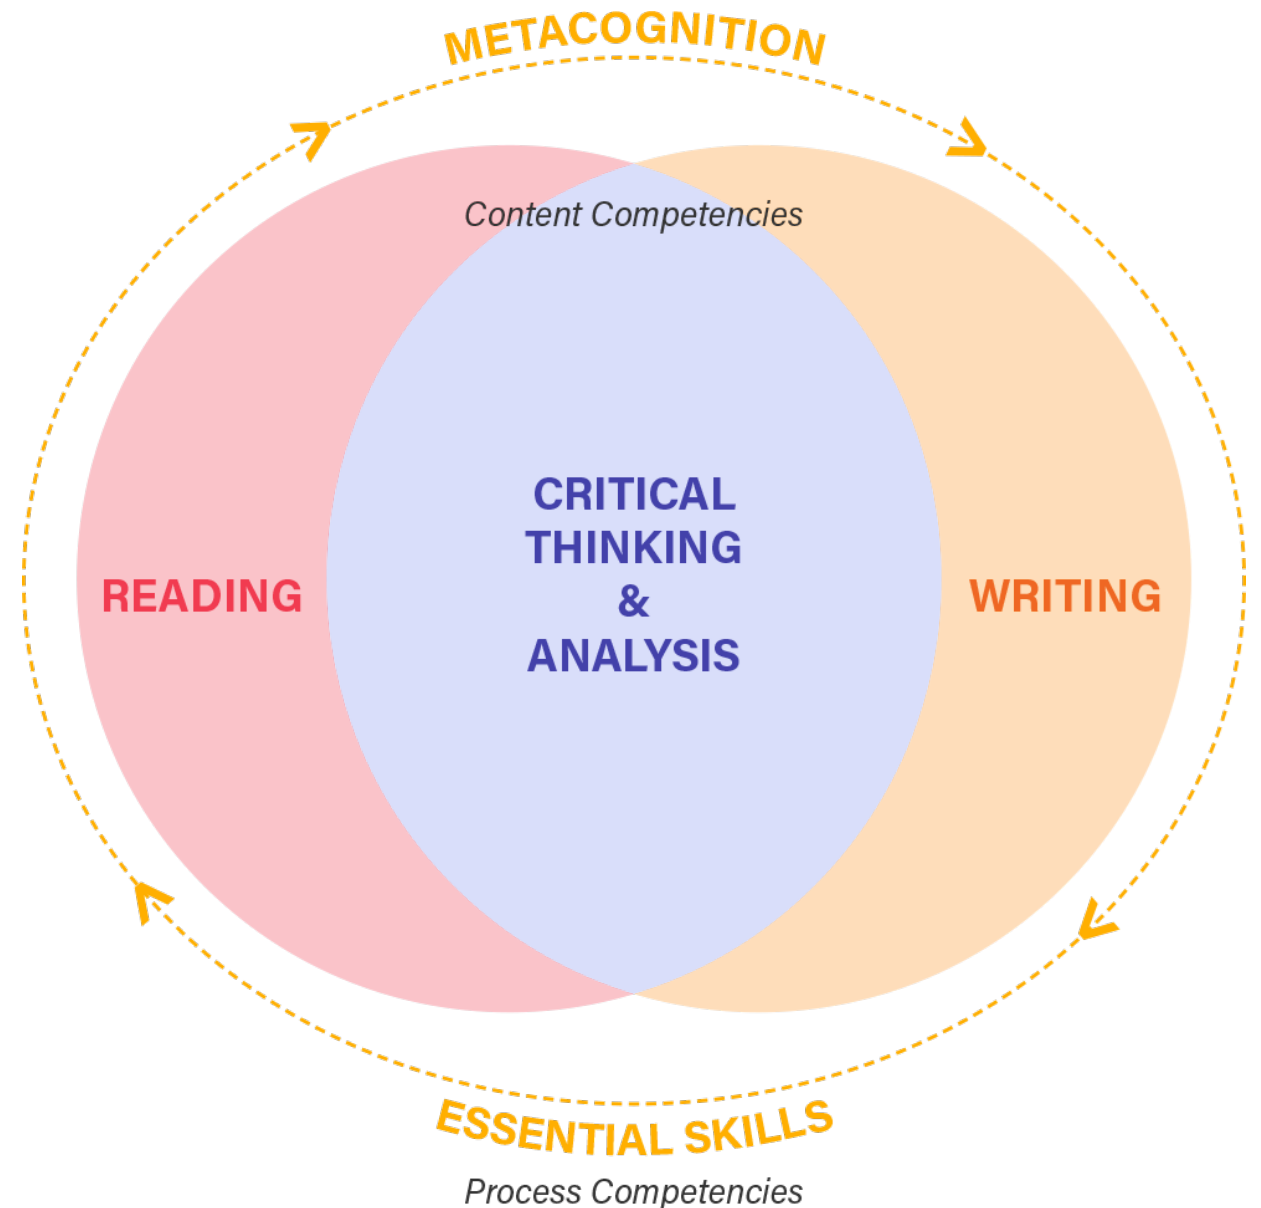 METACOGNITION
Content Competencies
CRITICAL
THINKING
&
ANALYSIS
READING
WRITING
ESSENTIAL SKILLS
Process Competencies